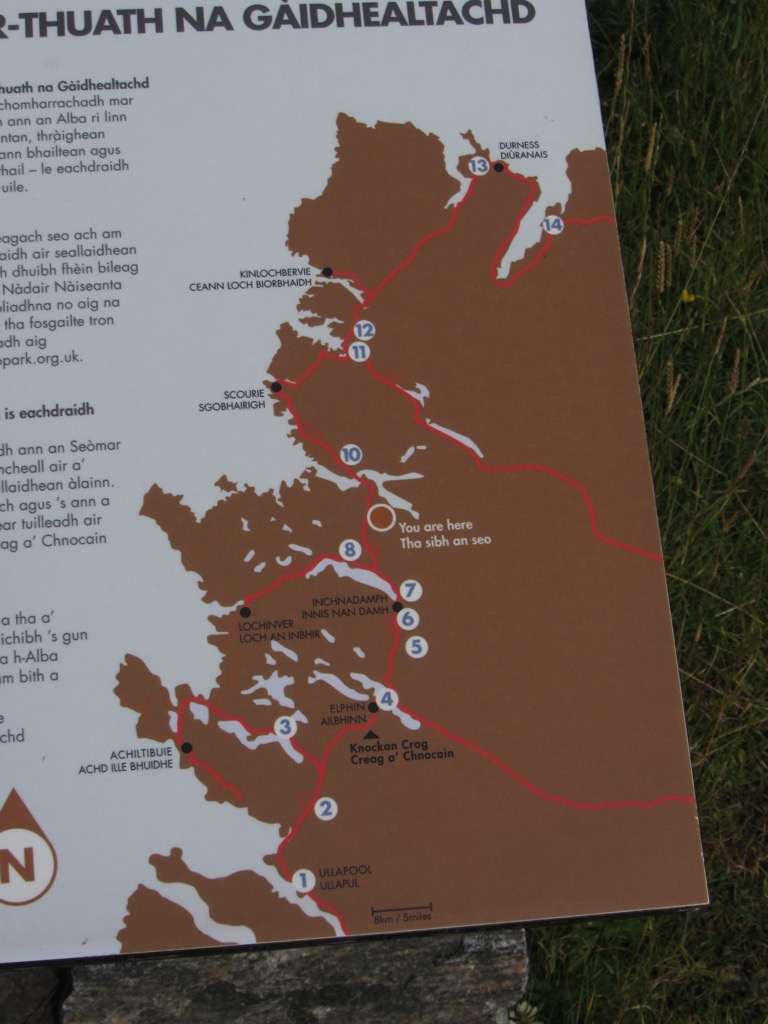 R-THUATH NA GÀIDHEALTACHD
huath na Gàidhealtachd
chomharrachadh mar
n ann an Alba ri linn
ntan, thràighean
ann bhailtean agus
thail – le eachdraidh
uile.
eagach seo ach am
aidh air seallaidhean
h dhuibh fhèin bileag
Nàdair Nàiseanta
bliadhna no aig na
tha fosgailte tron
adh aig
opark.org.uk.
is eachdraidh
dh ann an Seòmar
ncheall air a’
llaidhean àlainn.
ch agus ’s ann a
ear tuilleadh air
ag a’ Chnocain
a tha a’
ichibh ’s gun
a h-Alba
m bith a
e
chd
N
DURNESS
DIÙRANAIS
13
14
KINLOCHBERVIE
CEANN LOCH BIORBHAIDH
12
11
SCOURIE
SGOBHAIRIGH
10
You are here
Tha sibh an seo
8
7
INCHNADAMPH
INNIS NAN DAMH
6
LOCHINVER
LOCH AN INBHIR
5
4
ELPHIN
AILBHINN
3
Knockan Crag
Creag a’ Chnocain
ACHILTIBUIE
ACHD ILLE BHUIDHE
2
1
ULLAPOOL
ULLAPUL
8km / 5miles